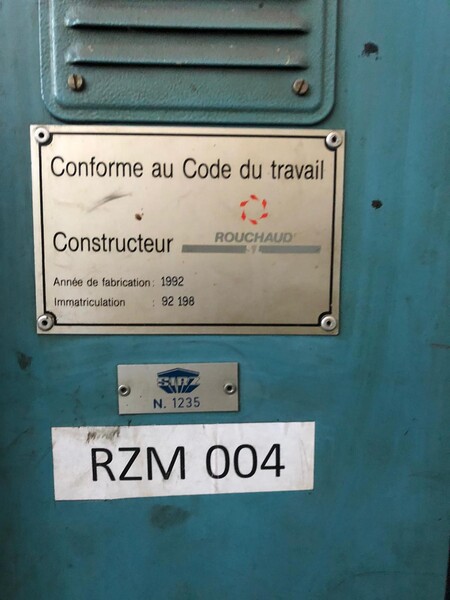 Conforme au Code du travail
Constructeur ROUCHAUD
Année de fabrication : 1992
Immatriculation : 92 198
N. 1235
RZM 004